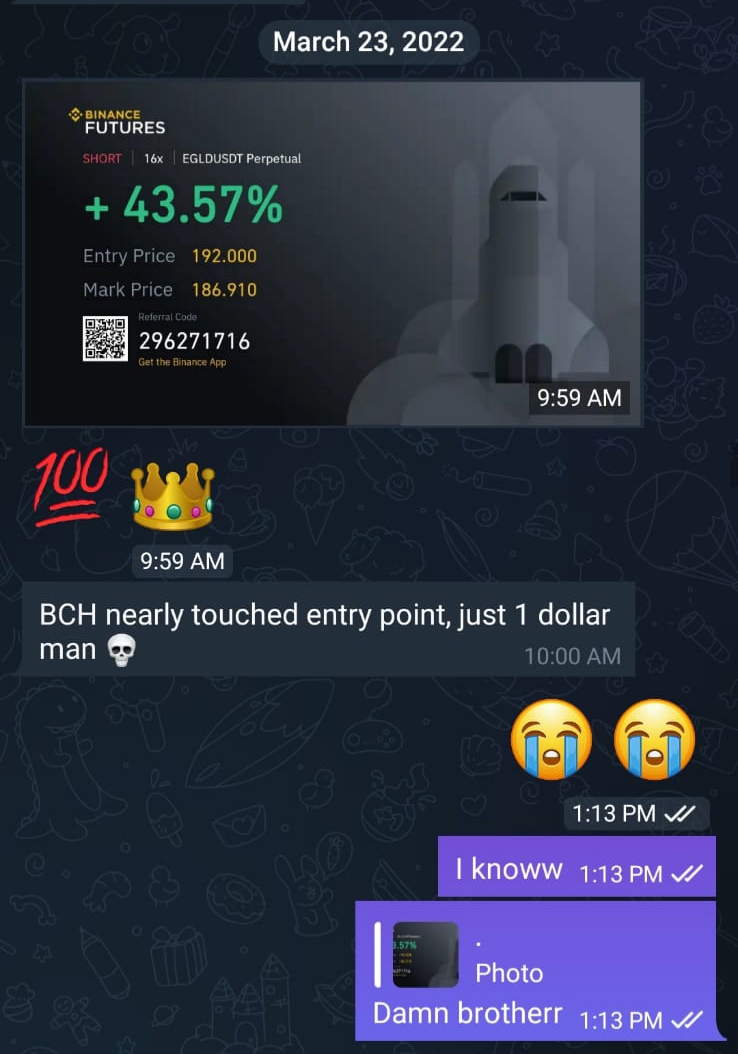 March 23, 2022
BINANCE
FUTURES
SHORT | 16x | EGLDUSDT Perpetual
+ 43.57%
Entry Price 192.000
Mark Price 186.910
Referral Code
296271716
Get the Binance App
9:59 AM
💯 👑
9:59 AM
BCH nearly touched entry point, just 1 dollar
man 💀
10:00 AM
😭 😭
1:13 PM
I knoww 1:13 PM
3.57%
.
Photo
Damn brotherr 1:13 PM